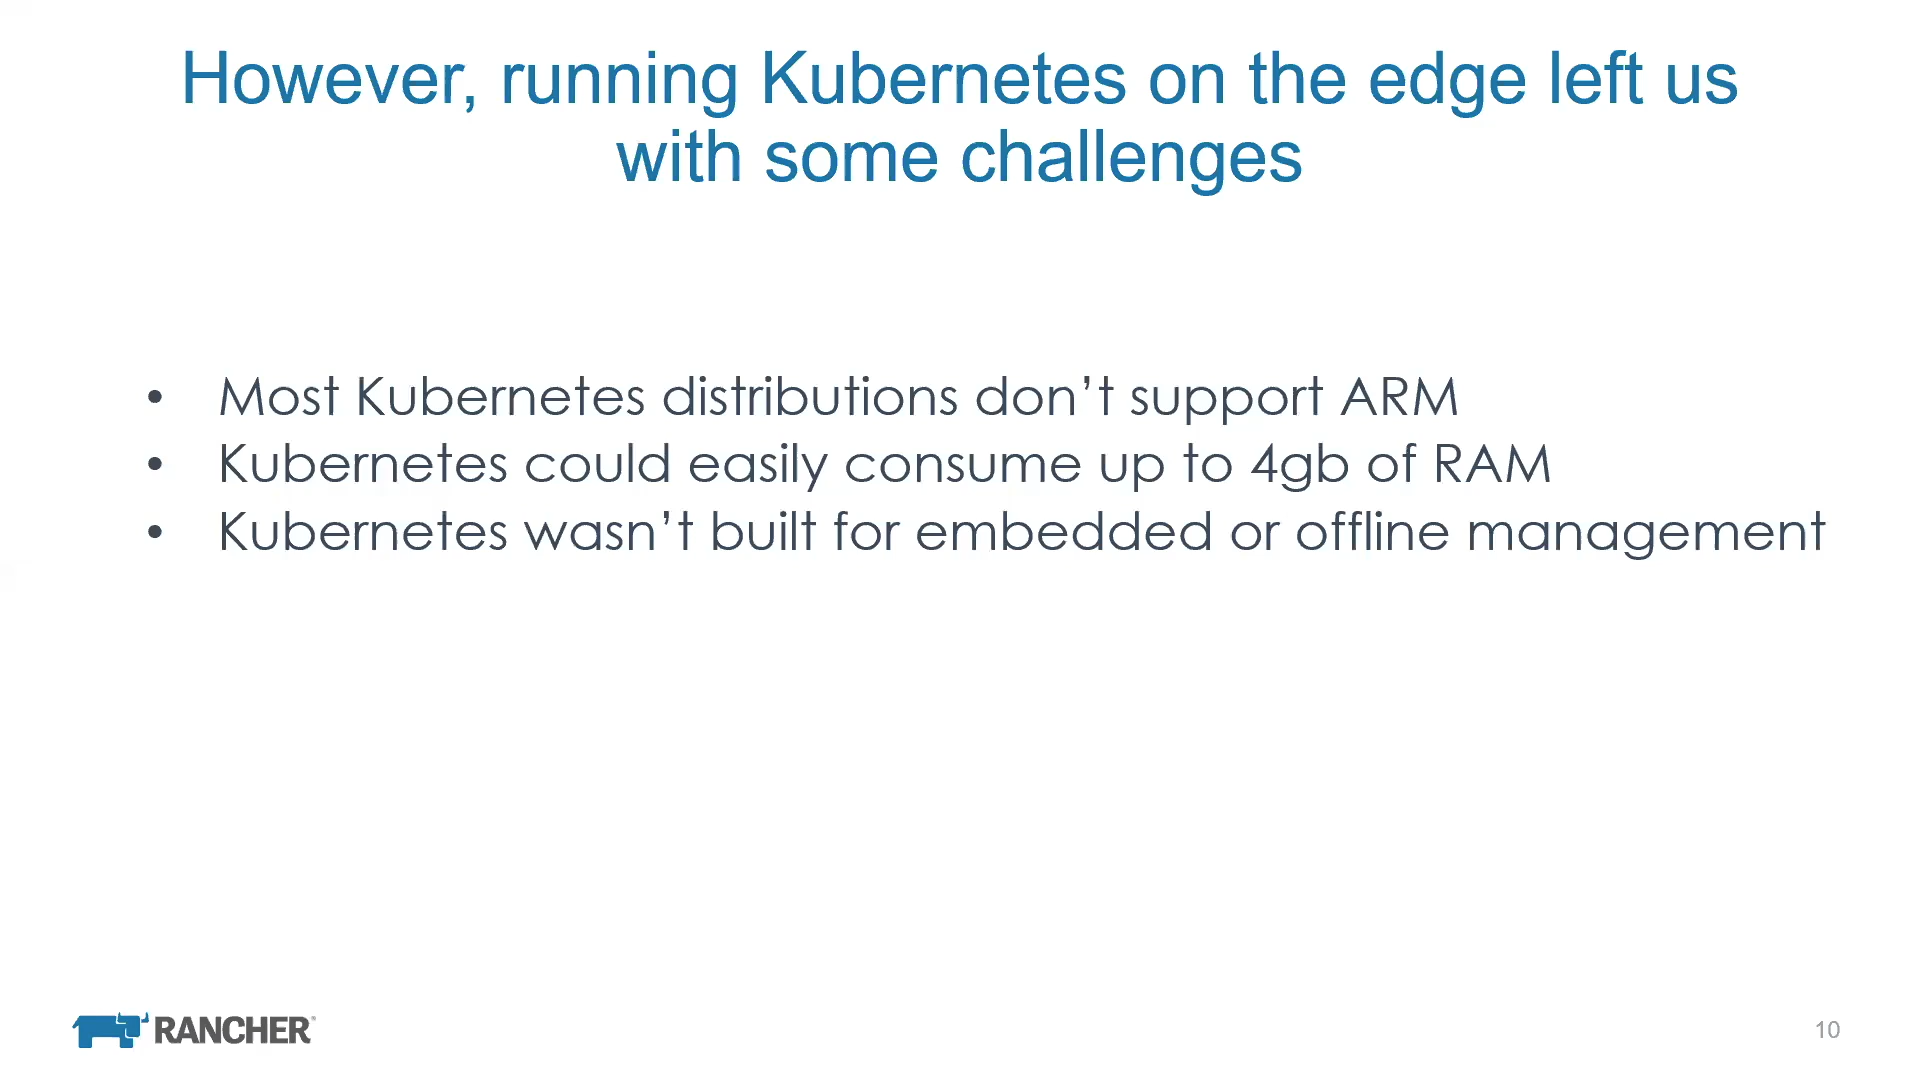 However, running Kubernetes on the edge left us
with some challenges
• Most Kubernetes distributions don’t support ARM
• Kubernetes could easily consume up to 4gb of RAM
• Kubernetes wasn’t built for embedded or offline management
RANCHER®
10